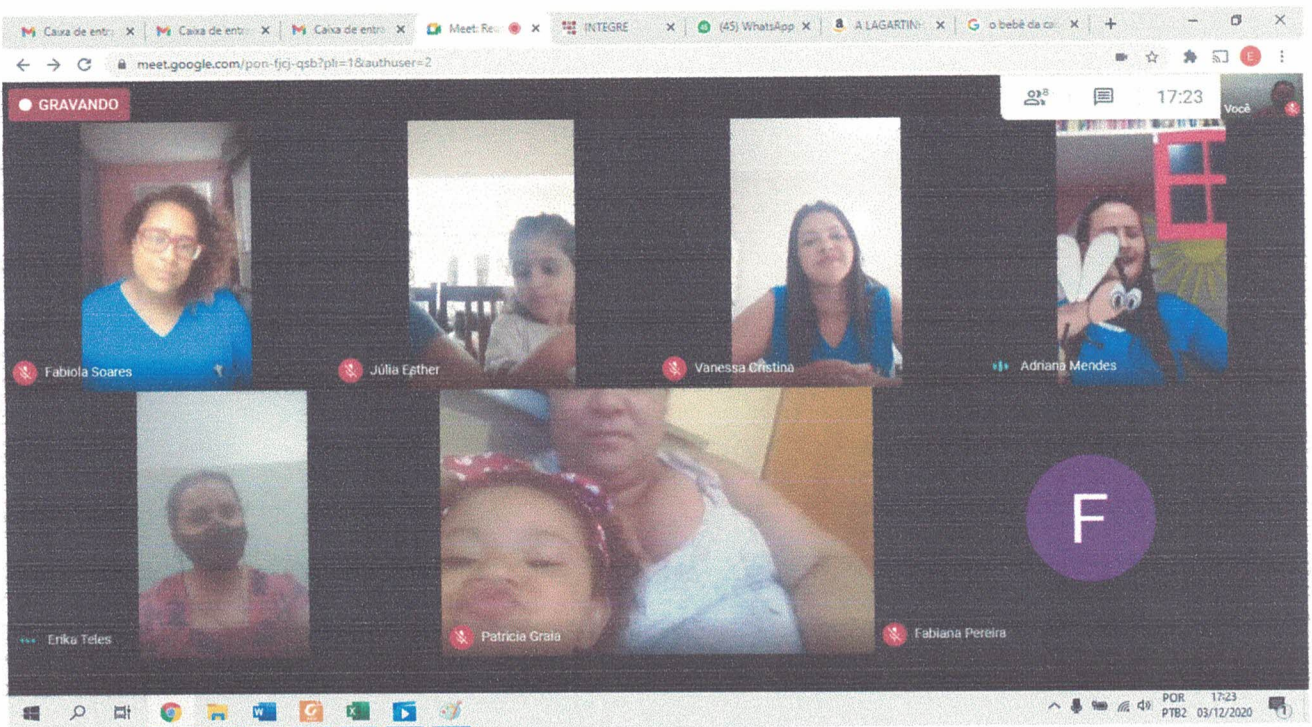 Caixa de entr
Caixa de entr
Caixa de entr
Meet: Re
INTEGRE
(45) WhatsApp
A LAGARTIN
o bebê da ca
meet.google.com/pon-fjcj-qsb?pli=1&authuser=2
E
GRAVANDO
8
17:23
Você
Fabiola Soares
Júlia Esther
Vanessa Cristina
Adriana Mendes
F
Erika Teles
Patricia Graia
Fabiana Pereira
POR 17:23
PTB2 03/12/2020
1